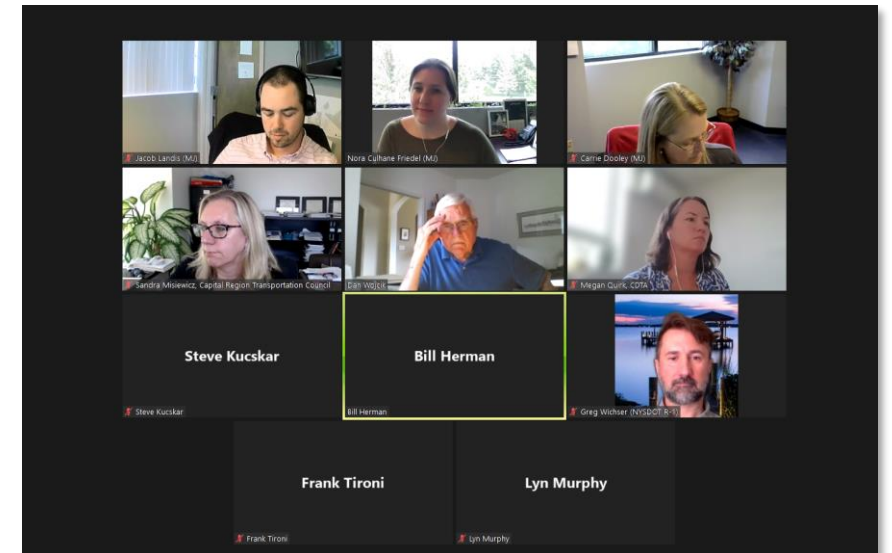 Jacob Landis (MJ)
Nora Culhane Friedel (MJ)
Carrie Dooley (MJ)
Sandra Misiewicz, Capital Region Transportation Council
Dan Wojcik
Megan Quirk, CDTA
Steve Kucskar
Steve Kucskar
Bill Herman
Bill Herman
Greg Wichser (NYSDOT R-1)
Frank Tironi
Frank Tironi
Lyn Murphy
Lyn Murphy